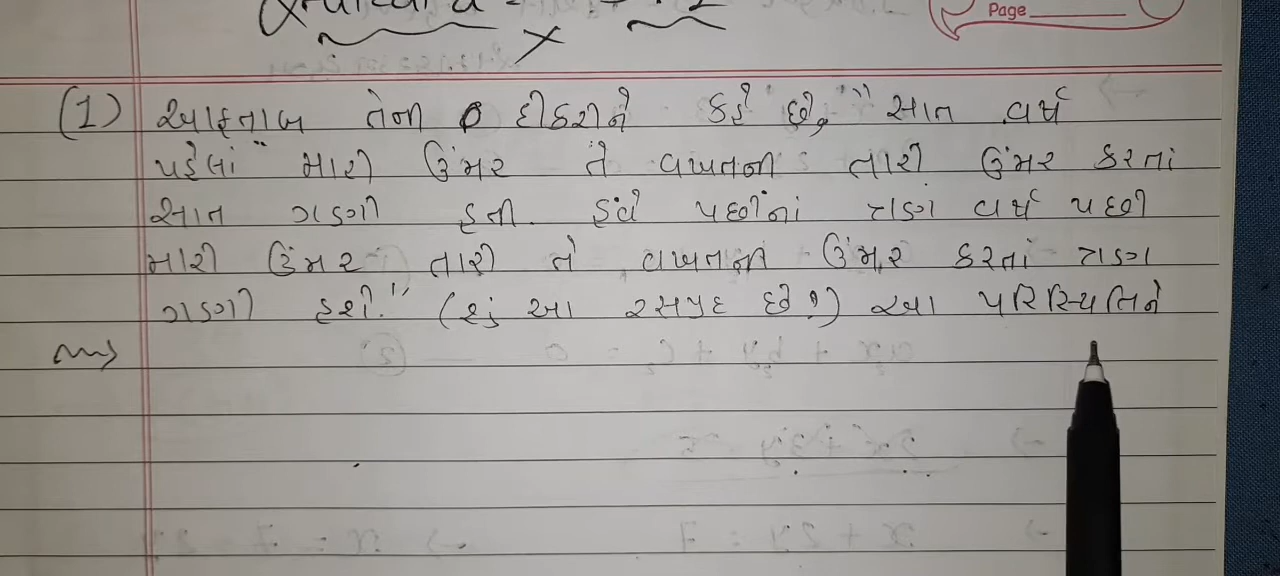 Page
(1) આફતાબ તેની દીકરીને કહે છે, "સાત વર્ષ
પહેલાં" મારી ઉંમર તે વખતની તારી ઉંમર કરતાં
સાત ગણી હતી. હવે પછીનાં ત્રણ વર્ષ પછી
મારી ઉંમર તારી તે વખતની ઉંમર કરતાં ત્રણ
ગણી હશે." (શું આ રસપ્રદ છે?) આ પરિસ્થિતિને